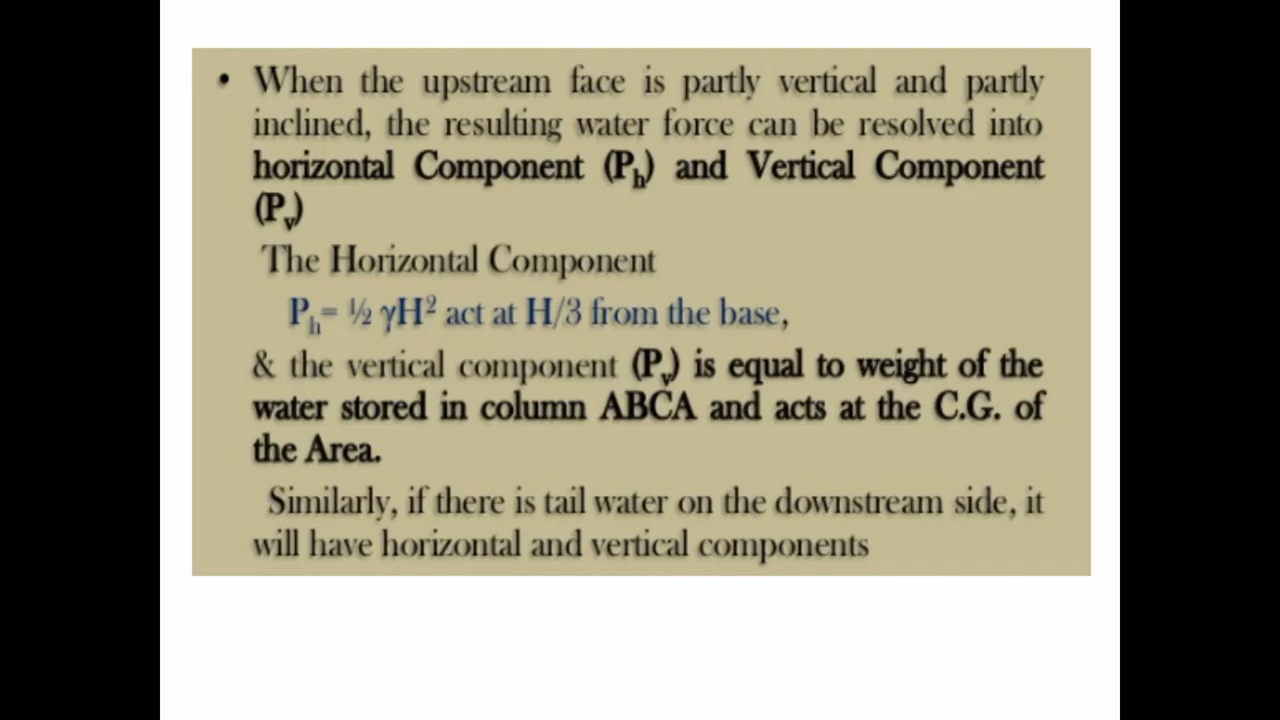 • When the upstream face is partly vertical and partly
inclined, the resulting water force can be resolved into
horizontal Component (Pₕ) and Vertical Component
(Pᵥ)
The Horizontal Component
Pₕ= ½ γH² act at H/3 from the base,
& the vertical component (Pᵥ) is equal to weight of the
water stored in column ABCA and acts at the C.G. of
the Area.
Similarly, if there is tail water on the downstream side, it
will have horizontal and vertical components